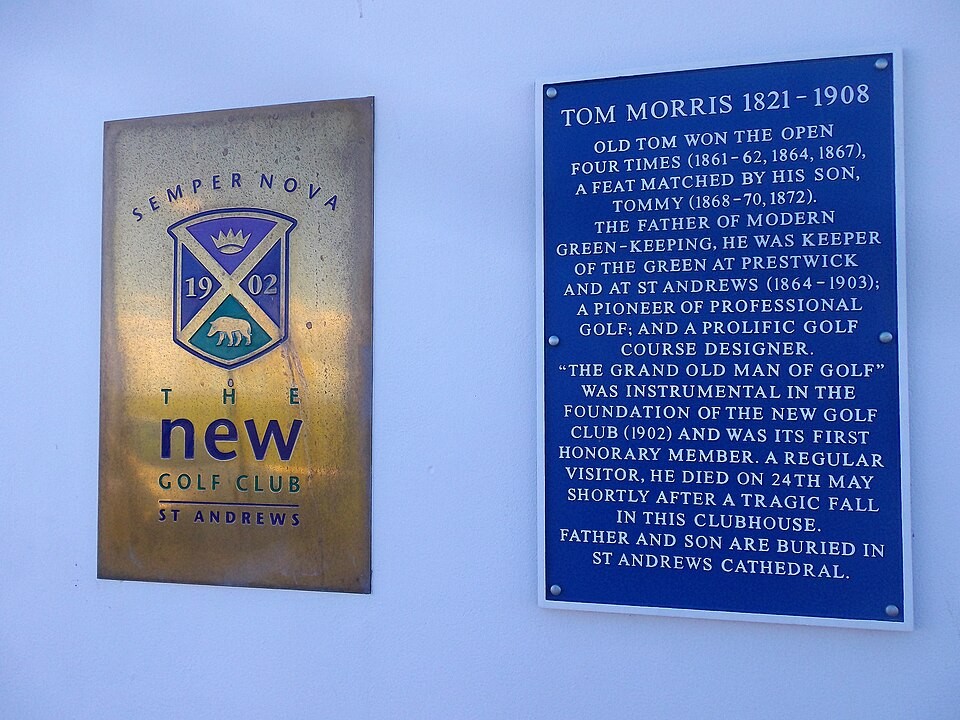 SEMPER NOVA
1902
THE
new
GOLF CLUB
ST ANDREWS
TOM MORRIS 1821-1908
OLD TOM WON THE OPEN
FOUR TIMES (1861-62, 1864, 1867),
A FEAT MATCHED BY HIS SON,
TOMMY (1868-70, 1872).
THE FATHER OF MODERN
GREEN-KEEPING, HE WAS KEEPER
OF THE GREEN AT PRESTWICK
AND AT ST ANDREWS (1864-1903);
A PIONEER OF PROFESSIONAL
GOLF; AND A PROLIFIC GOLF
COURSE DESIGNER.
“THE GRAND OLD MAN OF GOLF”
WAS INSTRUMENTAL IN THE
FOUNDATION OF THE NEW GOLF
CLUB (1902) AND WAS ITS FIRST
HONORARY MEMBER. A REGULAR
VISITOR, HE DIED ON 24TH MAY
SHORTLY AFTER A TRAGIC FALL
IN THIS CLUBHOUSE.
FATHER AND SON ARE BURIED IN
ST ANDREWS CATHEDRAL.